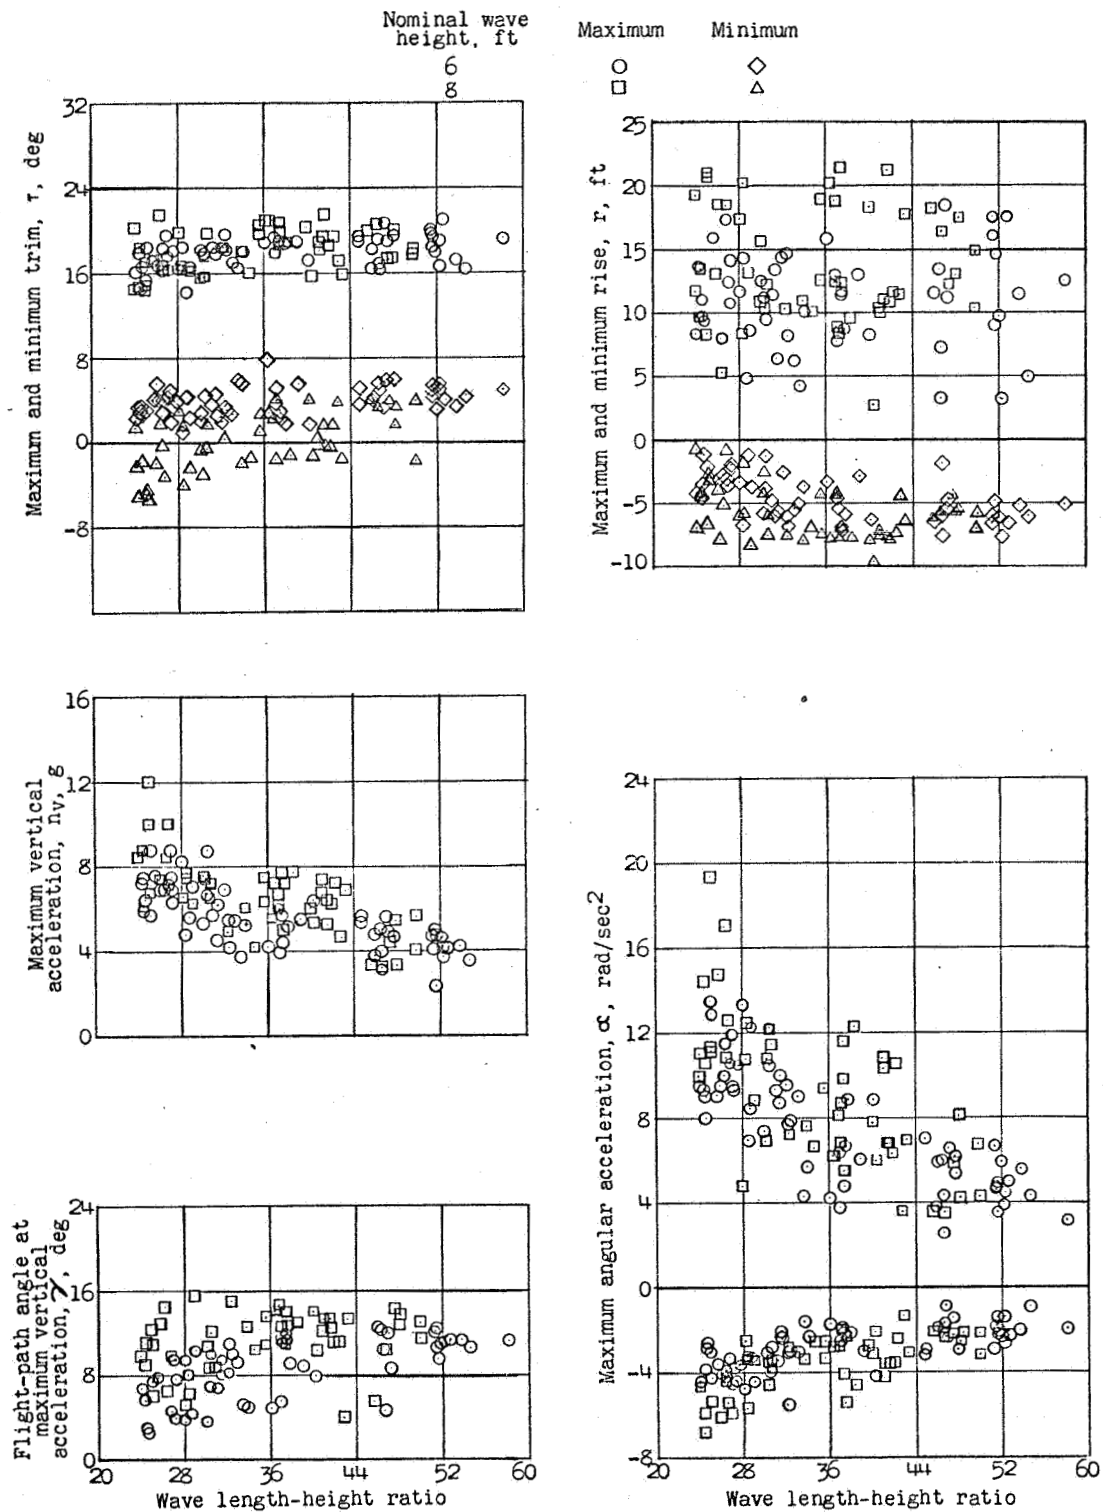 Nominal wave
height, ft
Maximum Minimum
6
8
Maximum and minimum trim, τ, deg
32
24
16
8
0
-8
Maximum and minimum rise, r, ft
25
20
15
10
5
0
-5
-10
Maximum vertical
acceleration, nv, g
16
12
8
4
0
Maximum angular acceleration, α, rad/sec2
24
20
16
12
8
4
0
-4
-8
Flight-path angle at
maximum vertical
acceleration, γ, deg
24
16
8
0
20 28 36 44 52 60
Wave length-height ratio
20 28 36 44 52 60
Wave length-height ratio